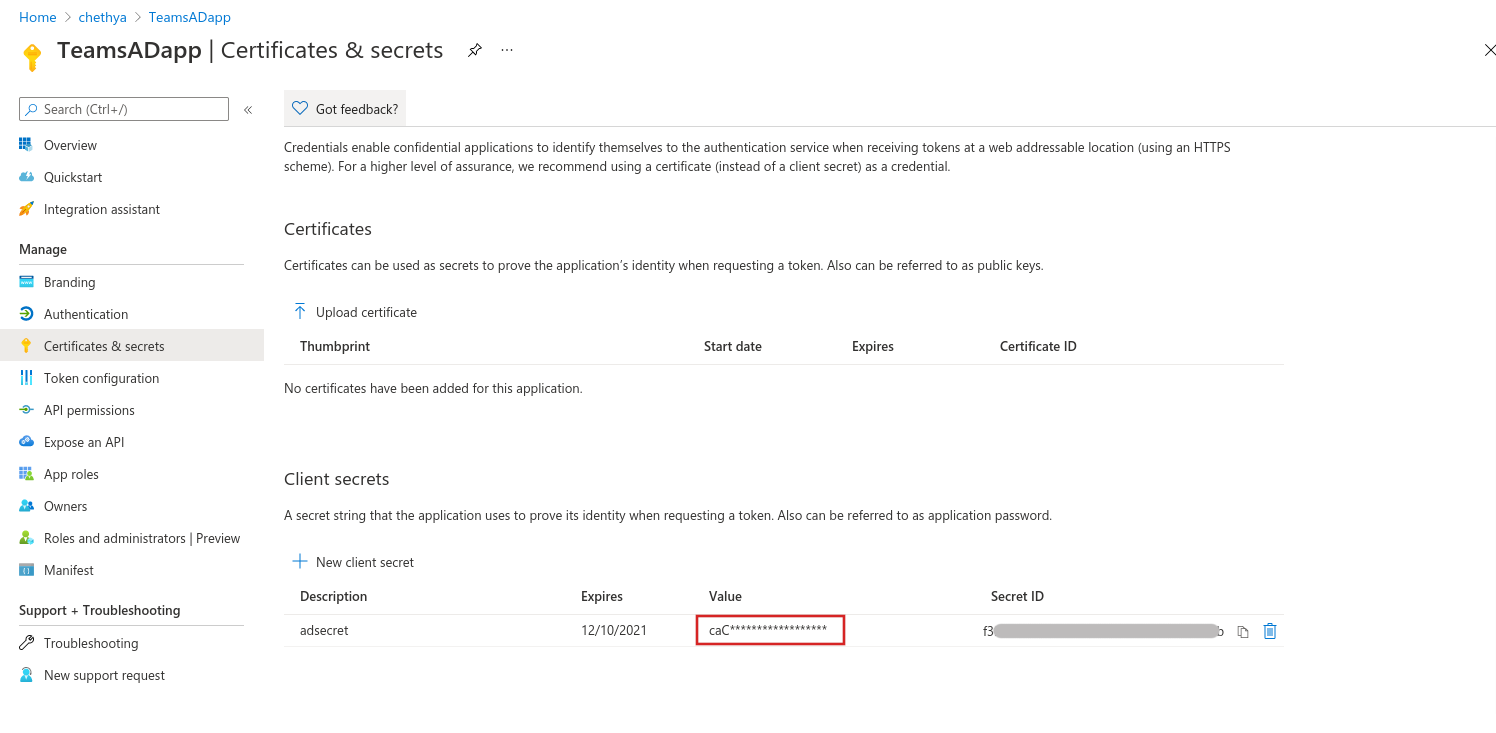 Home > chethya > TeamsADapp
TeamsADapp | Certificates & secrets ...
Search (Ctrl+/) «
Overview
Quickstart
Integration assistant
Manage
Branding
Authentication
Certificates & secrets
Token configuration
API permissions
Expose an API
App roles
Owners
Roles and administrators | Preview
Manifest
Support + Troubleshooting
Troubleshooting
New support request
Got feedback?
Credentials enable confidential applications to identify themselves to the authentication service when receiving tokens at a web addressable location (using an HTTPS
scheme). For a higher level of assurance, we recommend using a certificate (instead of a client secret) as a credential.
Certificates
Certificates can be used as secrets to prove the application's identity when requesting a token. Also can be referred to as public keys.
Upload certificate
Thumbprint Start date Expires Certificate ID
No certificates have been added for this application.
Client secrets
A secret string that the application uses to prove its identity when requesting a token. Also can be referred to as application password.
New client secret
Description Expires Value Secret ID
adsecret 12/10/2021 caC****************** f3 b